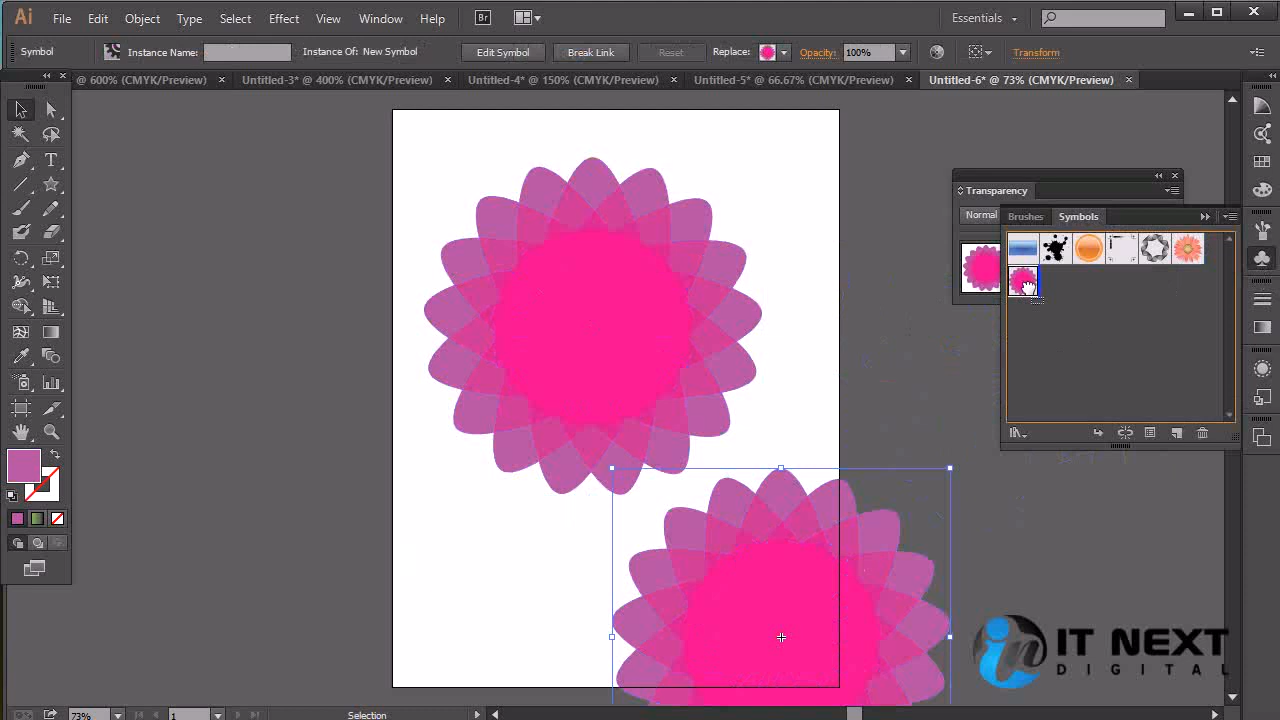 Ai File Edit Object Type Select Effect View Window Help Br Essentials
Symbol Instance Name: Instance Of: New Symbol Edit Symbol Break Link Reset Replace: Opacity: 100% Transform
@ 600% (CMYK/Preview) × Untitled-3* @ 400% (CMYK/Preview) × Untitled-4* @ 150% (CMYK/Preview) × Untitled-5* @ 66.67% (CMYK/Preview) × Untitled-6* @ 73% (CMYK/Preview) ×
Transparency
Normal
Brushes Symbols
T
in IT NEXT
DIGITAL
73% 1 Selection